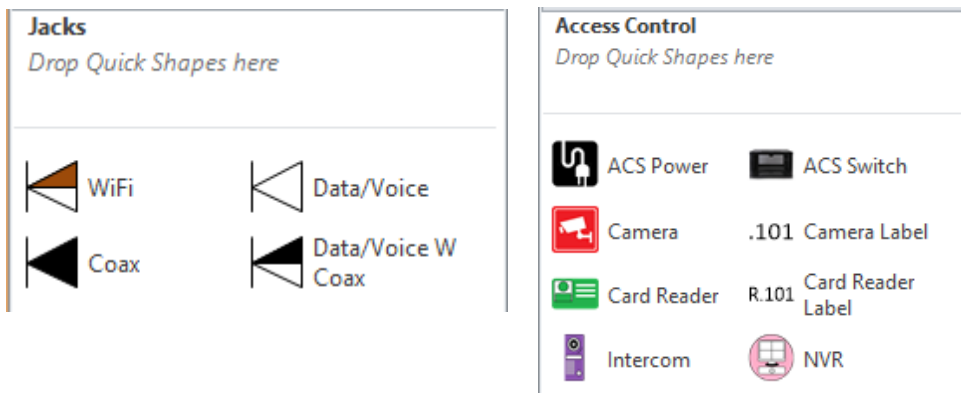 Jacks
Drop Quick Shapes here
WiFi
Data/Voice
Coax
Data/Voice W
Coax
Access Control
Drop Quick Shapes here
ACS Power
ACS Switch
Camera
.101 Camera Label
Card Reader
R.101 Card Reader
Label
Intercom
NVR